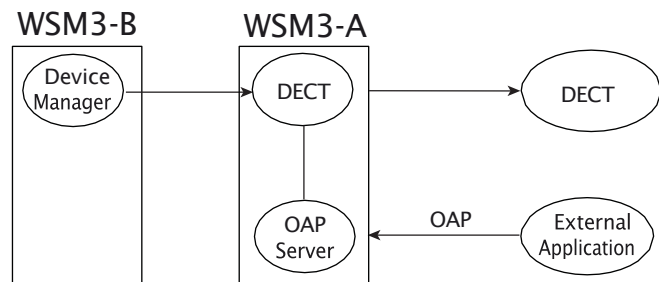 WSM3-B
WSM3-A
Device
Manager
DECT
DECT
OAP
Server
OAP
External
Application